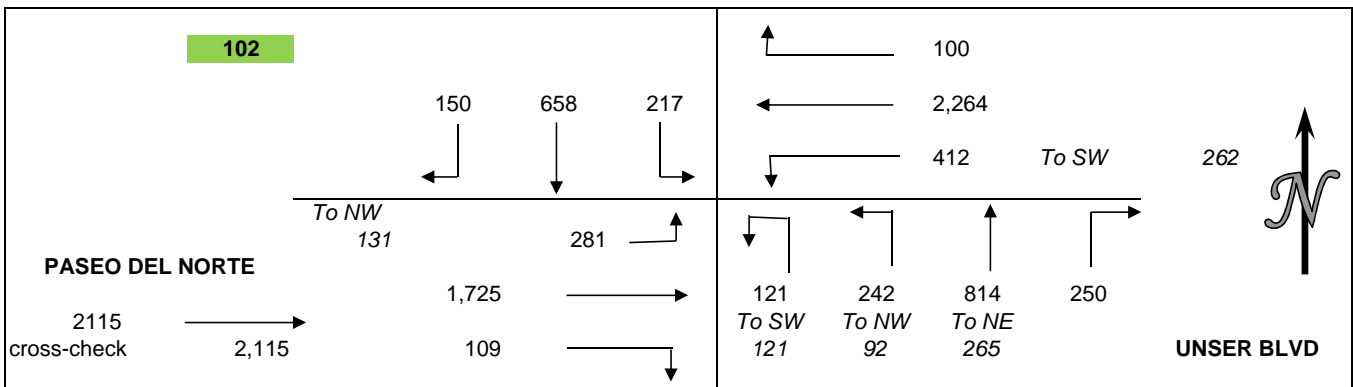 102
100
150 658 217 2,264
412 To SW 262
N
To NW
131 281
PASEO DEL NORTE
1,725 121 242 814 250
2115 To SW To NW To NE
cross-check 2,115 109 121 92 265 UNSER BLVD